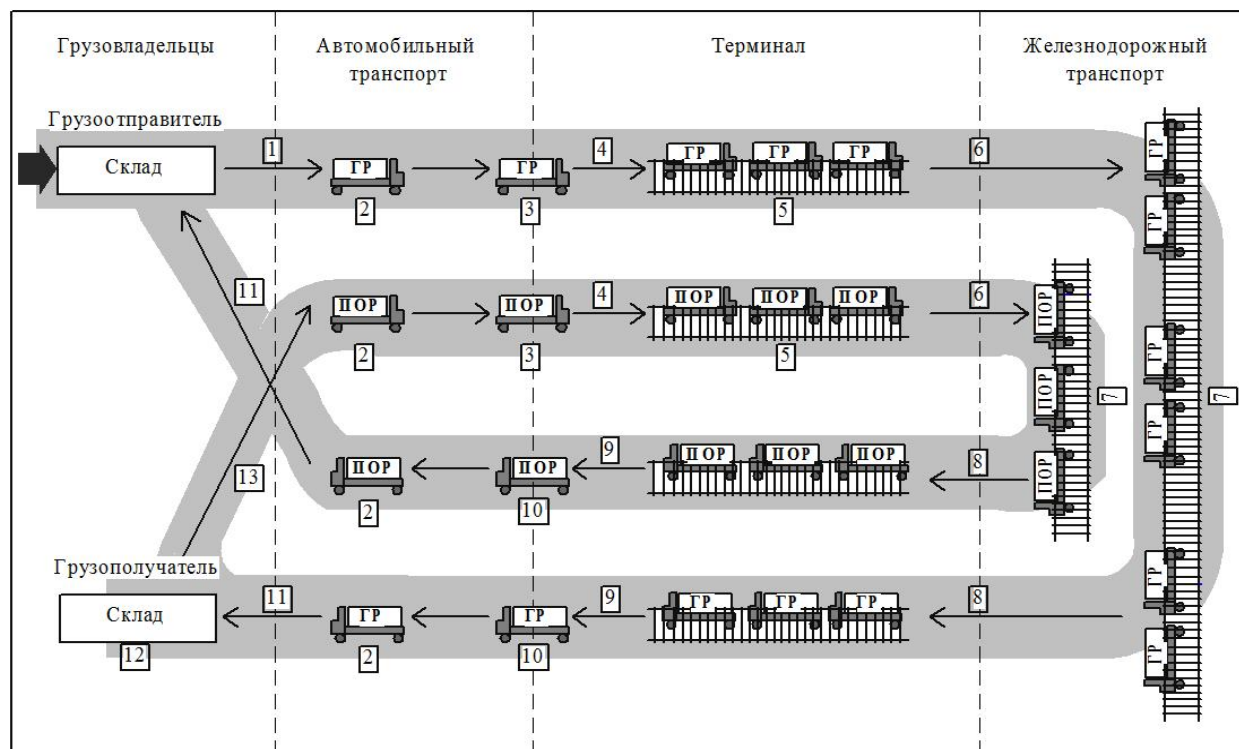 Грузовладельцы
Автомобильный
транспорт
Терминал
Железнодорожный
транспорт
Грузоотправитель
Склад
1
ГР
2
ГР
3
4
ГР ГР ГР
5
6
ГР
ГР
11
ПОР
2
ПОР
3
4
ПОР ПОР ПОР
5
6
ПОР
ПОР
ПОР
7
ГР
ГР
7
13
ПОР
2
ПОР
10
9
ПОР ПОР ПОР
8
Грузополучатель
Склад
12
11
ГР
2
ГР
10
9
ГР ГР ГР
8
ГР
ГР